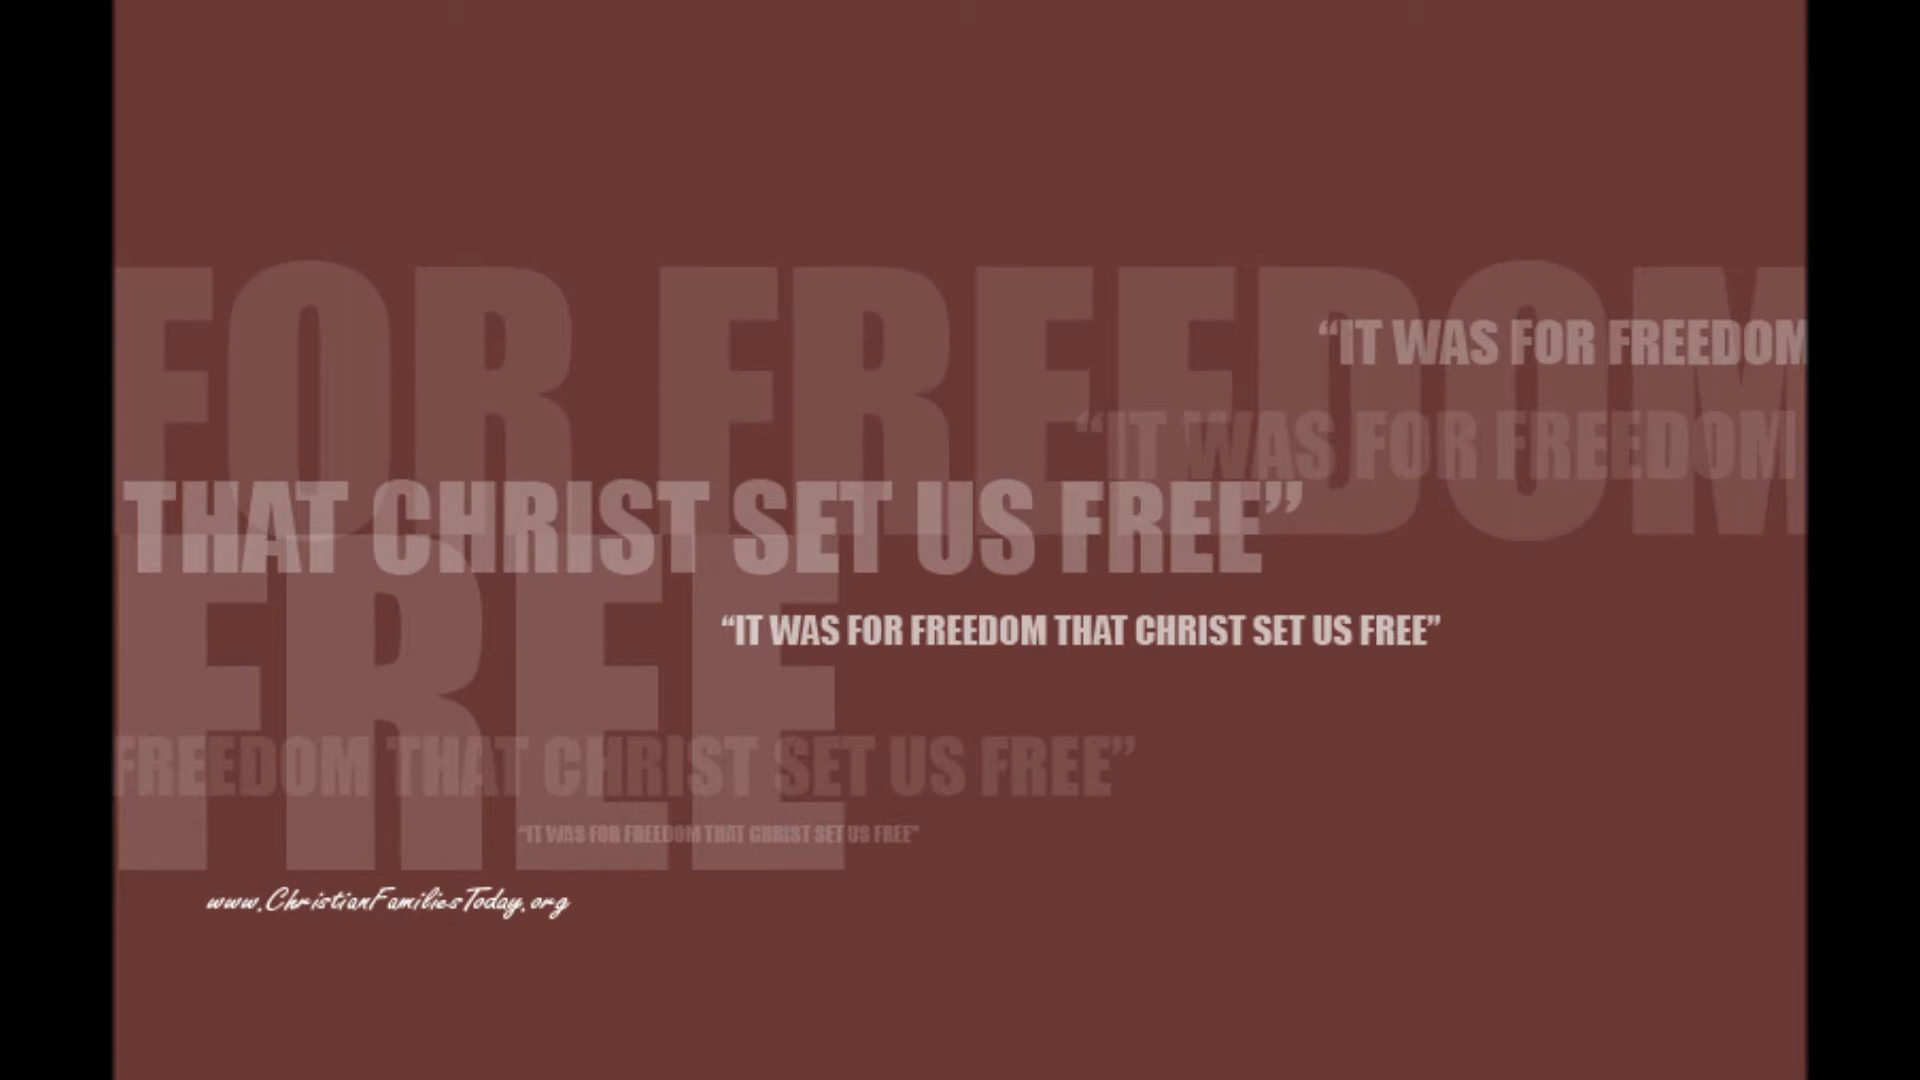 FOR FREEDOM
“IT WAS FOR FREEDOM
“IT WAS FOR FREEDOM
THAT CHRIST SET US FREE”
FREE
“IT WAS FOR FREEDOM THAT CHRIST SET US FREE”
FREEDOM THAT CHRIST SET US FREE”
“IT WAS FOR FREEDOM THAT CHRIST SET US FREE”
www.ChristianFamiliesToday.org